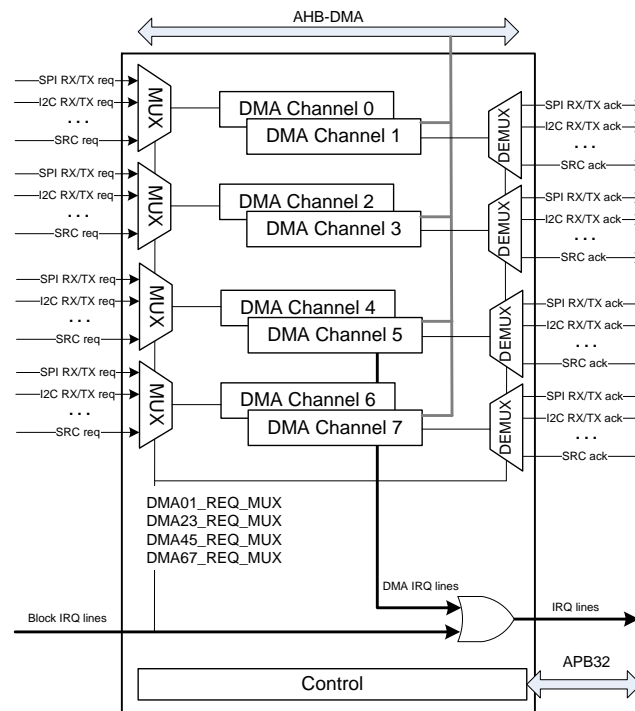 AHB-DMA
SPI RX/TX req
I2C RX/TX req
...
SRC req
MUX
DMA Channel 0
DMA Channel 1
DEMUX
SPI RX/TX ack
I2C RX/TX ack
...
SRC ack
SPI RX/TX req
I2C RX/TX req
...
SRC req
MUX
DMA Channel 2
DMA Channel 3
DEMUX
SPI RX/TX ack
I2C RX/TX ack
...
SRC ack
SPI RX/TX req
I2C RX/TX req
...
SRC req
MUX
DMA Channel 4
DMA Channel 5
DEMUX
SPI RX/TX ack
I2C RX/TX ack
...
SRC ack
SPI RX/TX req
I2C RX/TX req
...
SRC req
MUX
DMA Channel 6
DMA Channel 7
DEMUX
SPI RX/TX ack
I2C RX/TX ack
...
SRC ack
DMA01_REQ_MUX
DMA23_REQ_MUX
DMA45_REQ_MUX
DMA67_REQ_MUX
DMA IRQ lines
Block IRQ lines
IRQ lines
Control
APB32